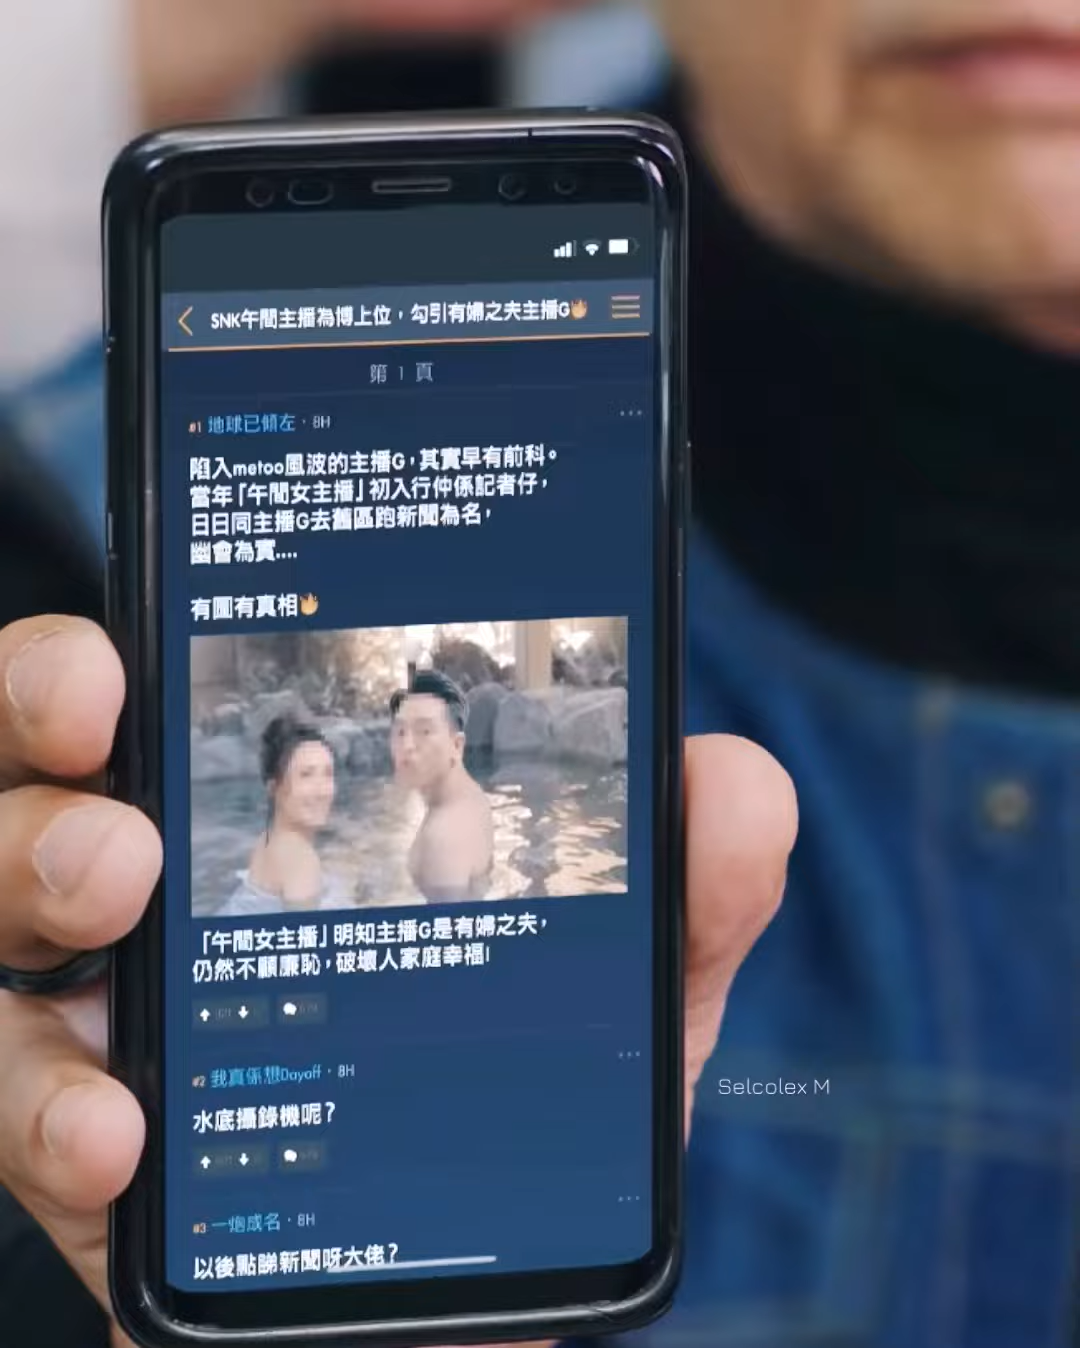 SNK午間主播為博上位，勾引有婦之夫主播G🔥
第 1 頁
#1 地球已傾左 · 8H
陷入metoo風波的主播G，其實早有前科。
當年「午間女主播」初入行仲係記者仔，
日日同主播G去舊區跑新聞為名，
幽會為實....
有圖有真相🔥
「午間女主播」明知主播G是有婦之夫，
仍然不顧廉恥，破壞人家庭幸福!
#2 我真係想Dayoff · 8H
水底攝錄機呢？
#3 一炮成名 · 8H
以後點睇新聞呀大佬？
Selcolex M